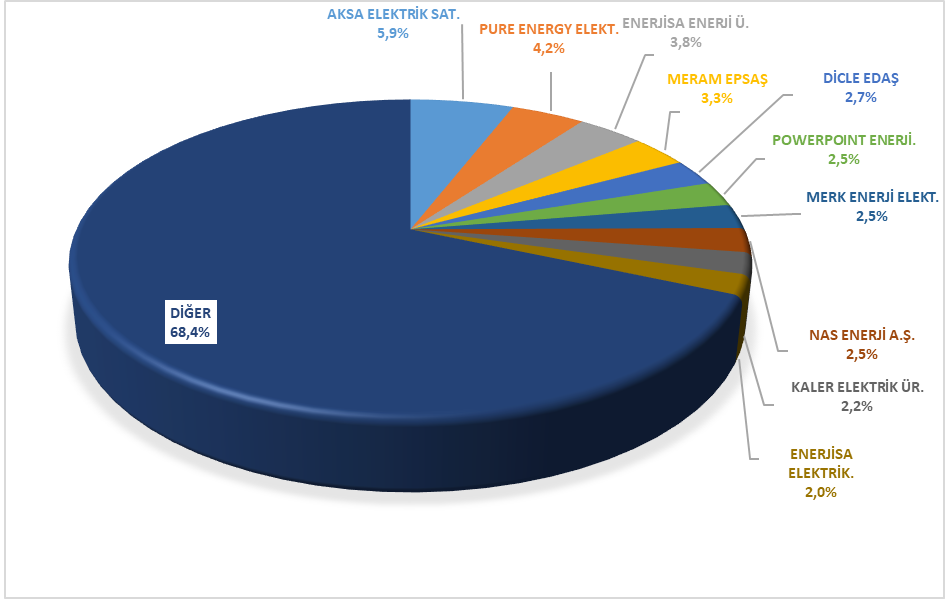 AKSA ELEKTRİK SAT.
5,9%
PURE ENERGY ELEKT.
4,2%
ENERJİSA ENERJİ Ü.
3,8%
MERAM EPSAŞ
3,3%
DİCLE EDAŞ
2,7%
POWERPOINT ENERJİ.
2,5%
MERK ENERJİ ELEKT.
2,5%
NAS ENERJİ A.Ş.
2,5%
KALER ELEKTRİK ÜR.
2,2%
ENERJİSA
ELEKTRİK.
2,0%
DİĞER
68,4%